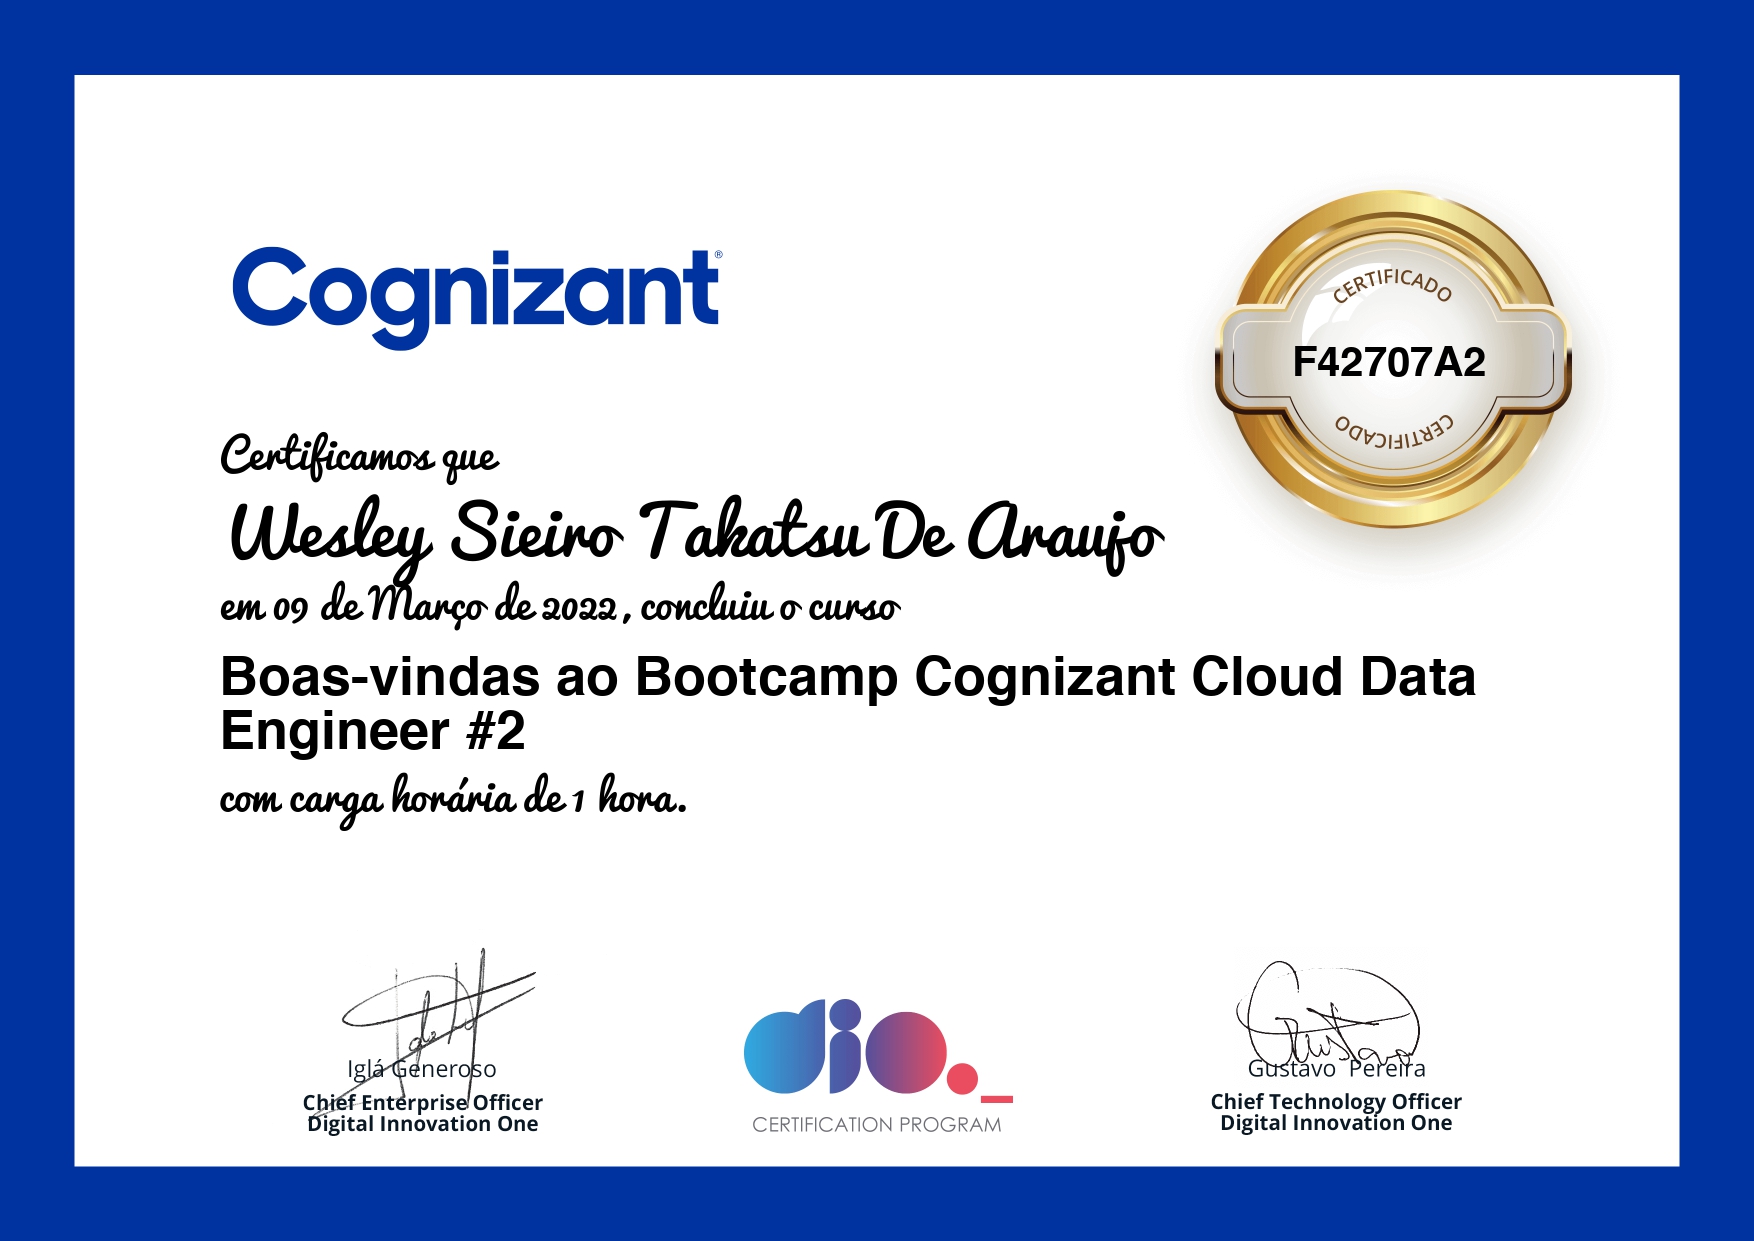 Cognizant®
CERTIFICADO
F42707A2
CERTIFICADO
Certificamos que
Wesley Sieiro Takatsu De Araujo
em 09 de Março de 2022, concluiu o curso
Boas-vindas ao Bootcamp Cognizant Cloud Data
Engineer #2
com carga horária de 1 hora.
Iglá Generoso
Chief Enterprise Officer
Digital Innovation One
dio._
CERTIFICATION PROGRAM
Gustavo Pereira
Chief Technology Officer
Digital Innovation One